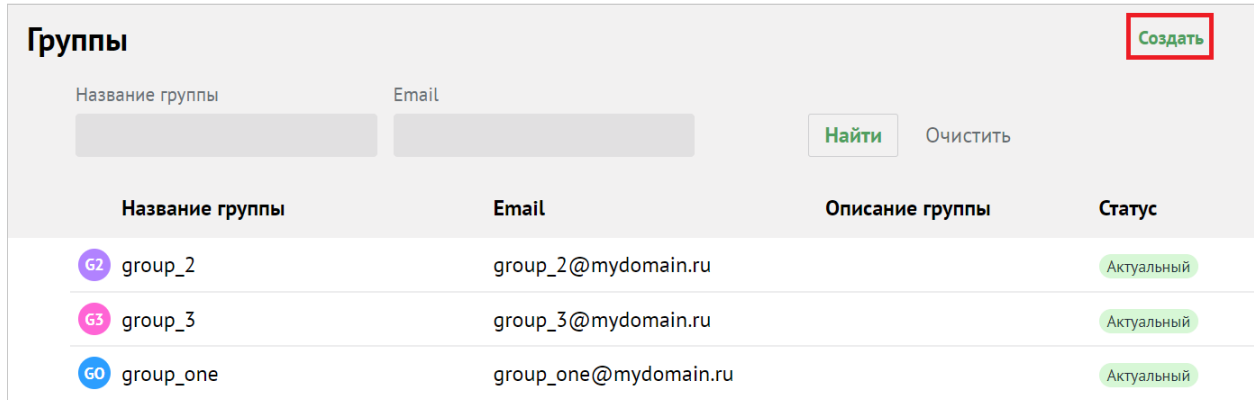 Группы Создать
Название группы Email
Найти Очистить
Название группы Email Описание группы Статус
G2 group_2 group_2@mydomain.ru Актуальный
G3 group_3 group_3@mydomain.ru Актуальный
GO group_one group_one@mydomain.ru Актуальный